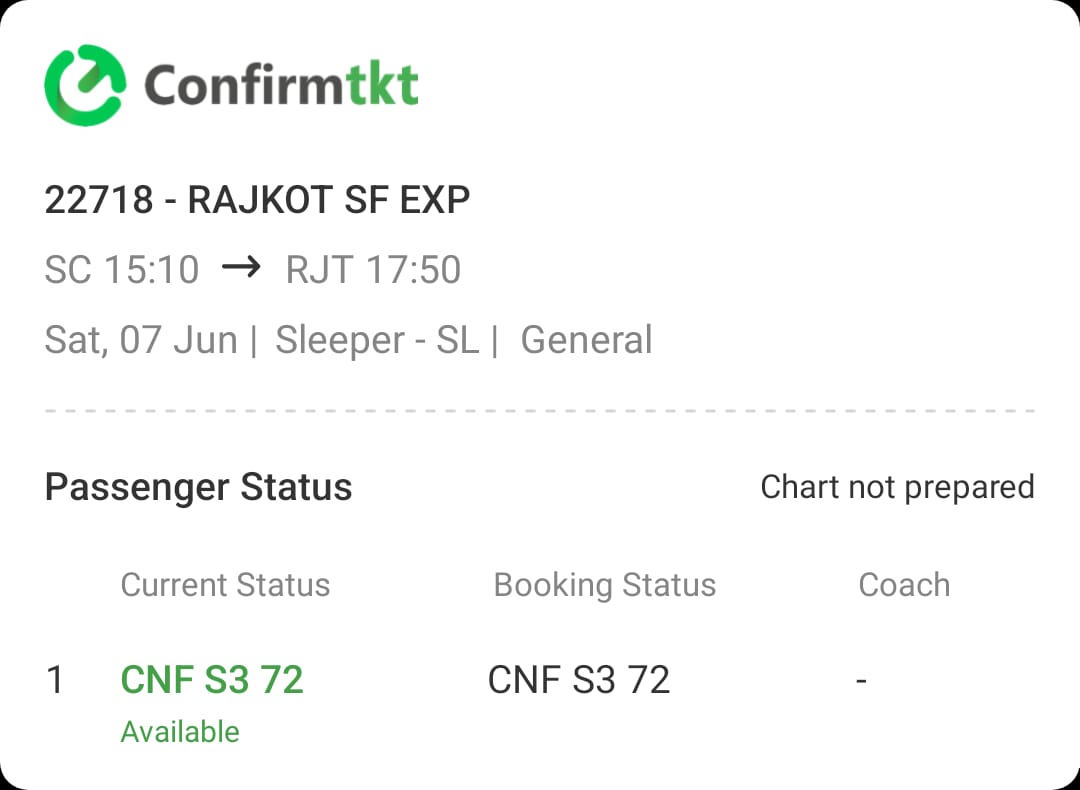 Confirmtkt
22718 - RAJKOT SF EXP
SC 15:10 → RJT 17:50
Sat, 07 Jun | Sleeper - SL | General
Passenger Status Chart not prepared
Current Status Booking Status Coach
1 CNF S3 72 CNF S3 72 -
Available